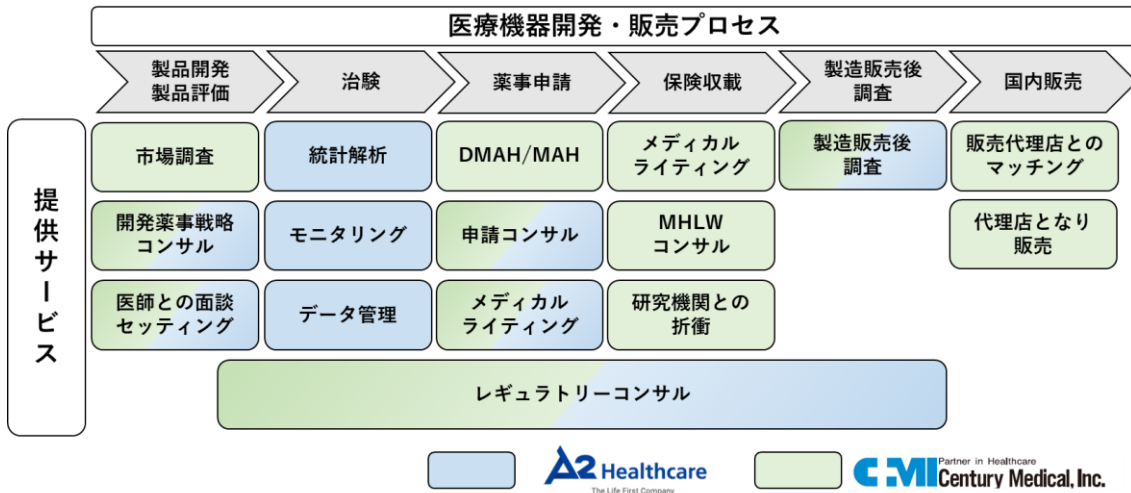 医療機器開発・販売プロセス
製品開発
製品評価
治験
薬事申請
保険収載
製造販売後
調査
国内販売
提供サービス
市場調査
統計解析
DMAH/MAH
メディカル
ライティング
製造販売後
調査
販売代理店との
マッチング
開発薬事戦略
コンサル
モニタリング
申請コンサル
MHLW
コンサル
代理店となり
販売
医師との面談
セッティング
データ管理
メディカル
ライティング
研究機関との
折衝
レギュラトリーコンサル
A2 Healthcare
The Life First Company
CMI
Partner in Healthcare
Century Medical, Inc.